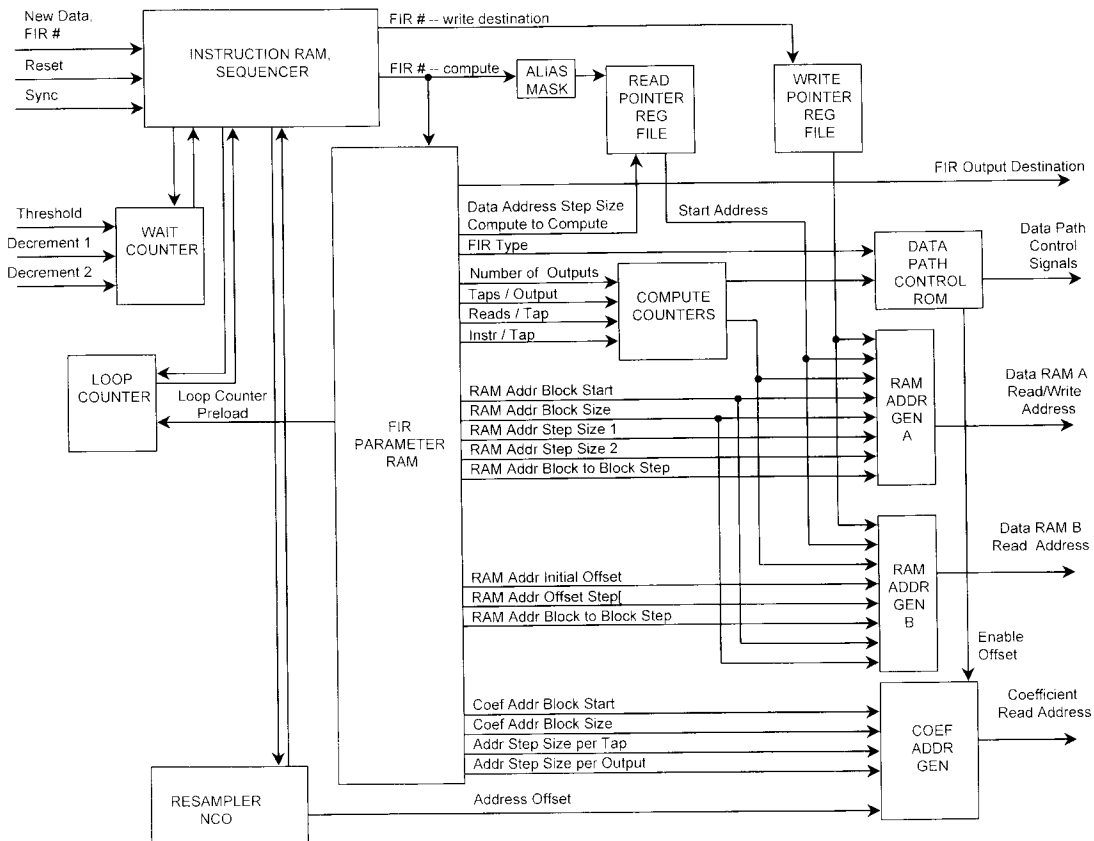 New Data,
FIR #
Reset
Sync
INSTRUCTION RAM,
SEQUENCER
FIR # -- write destination
FIR # -- compute
ALIAS
MASK
READ
POINTER
REG
FILE
WRITE
POINTER
REG
FILE
Threshold
Decrement 1
Decrement 2
WAIT
COUNTER
LOOP
COUNTER
Loop Counter
Preload
FIR
PARAMETER
RAM
FIR Output Destination
Data Address Step Size
Compute to Compute
Start Address
FIR Type
Number of Outputs
Taps / Output
Reads / Tap
Instr / Tap
COMPUTE
COUNTERS
DATA
PATH
CONTROL
ROM
Data Path
Control
Signals
RAM Addr Block Start
RAM Addr Block Size
RAM Addr Step Size 1
RAM Addr Step Size 2
RAM Addr Block to Block Step
RAM
ADDR
GEN
A
Data RAM A
Read/Write
Address
RAM Addr Initial Offset
RAM Addr Offset Step[
RAM Addr Block to Block Step
RAM
ADDR
GEN
B
Data RAM B
Read Address
Enable
Offset
Coef Addr Block Start
Coef Addr Block Size
Addr Step Size per Tap
Addr Step Size per Output
COEF
ADDR
GEN
Coefficient
Read Address
RESAMPLER
NCO
Address Offset